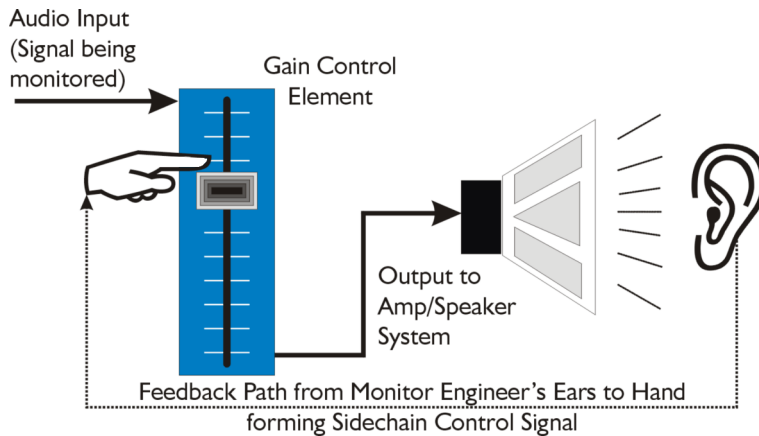 Audio Input
(Signal being
monitored)
Gain Control
Element
Output to
Amp/Speaker
System
Feedback Path from Monitor Engineer's Ears to Hand
forming Sidechain Control Signal